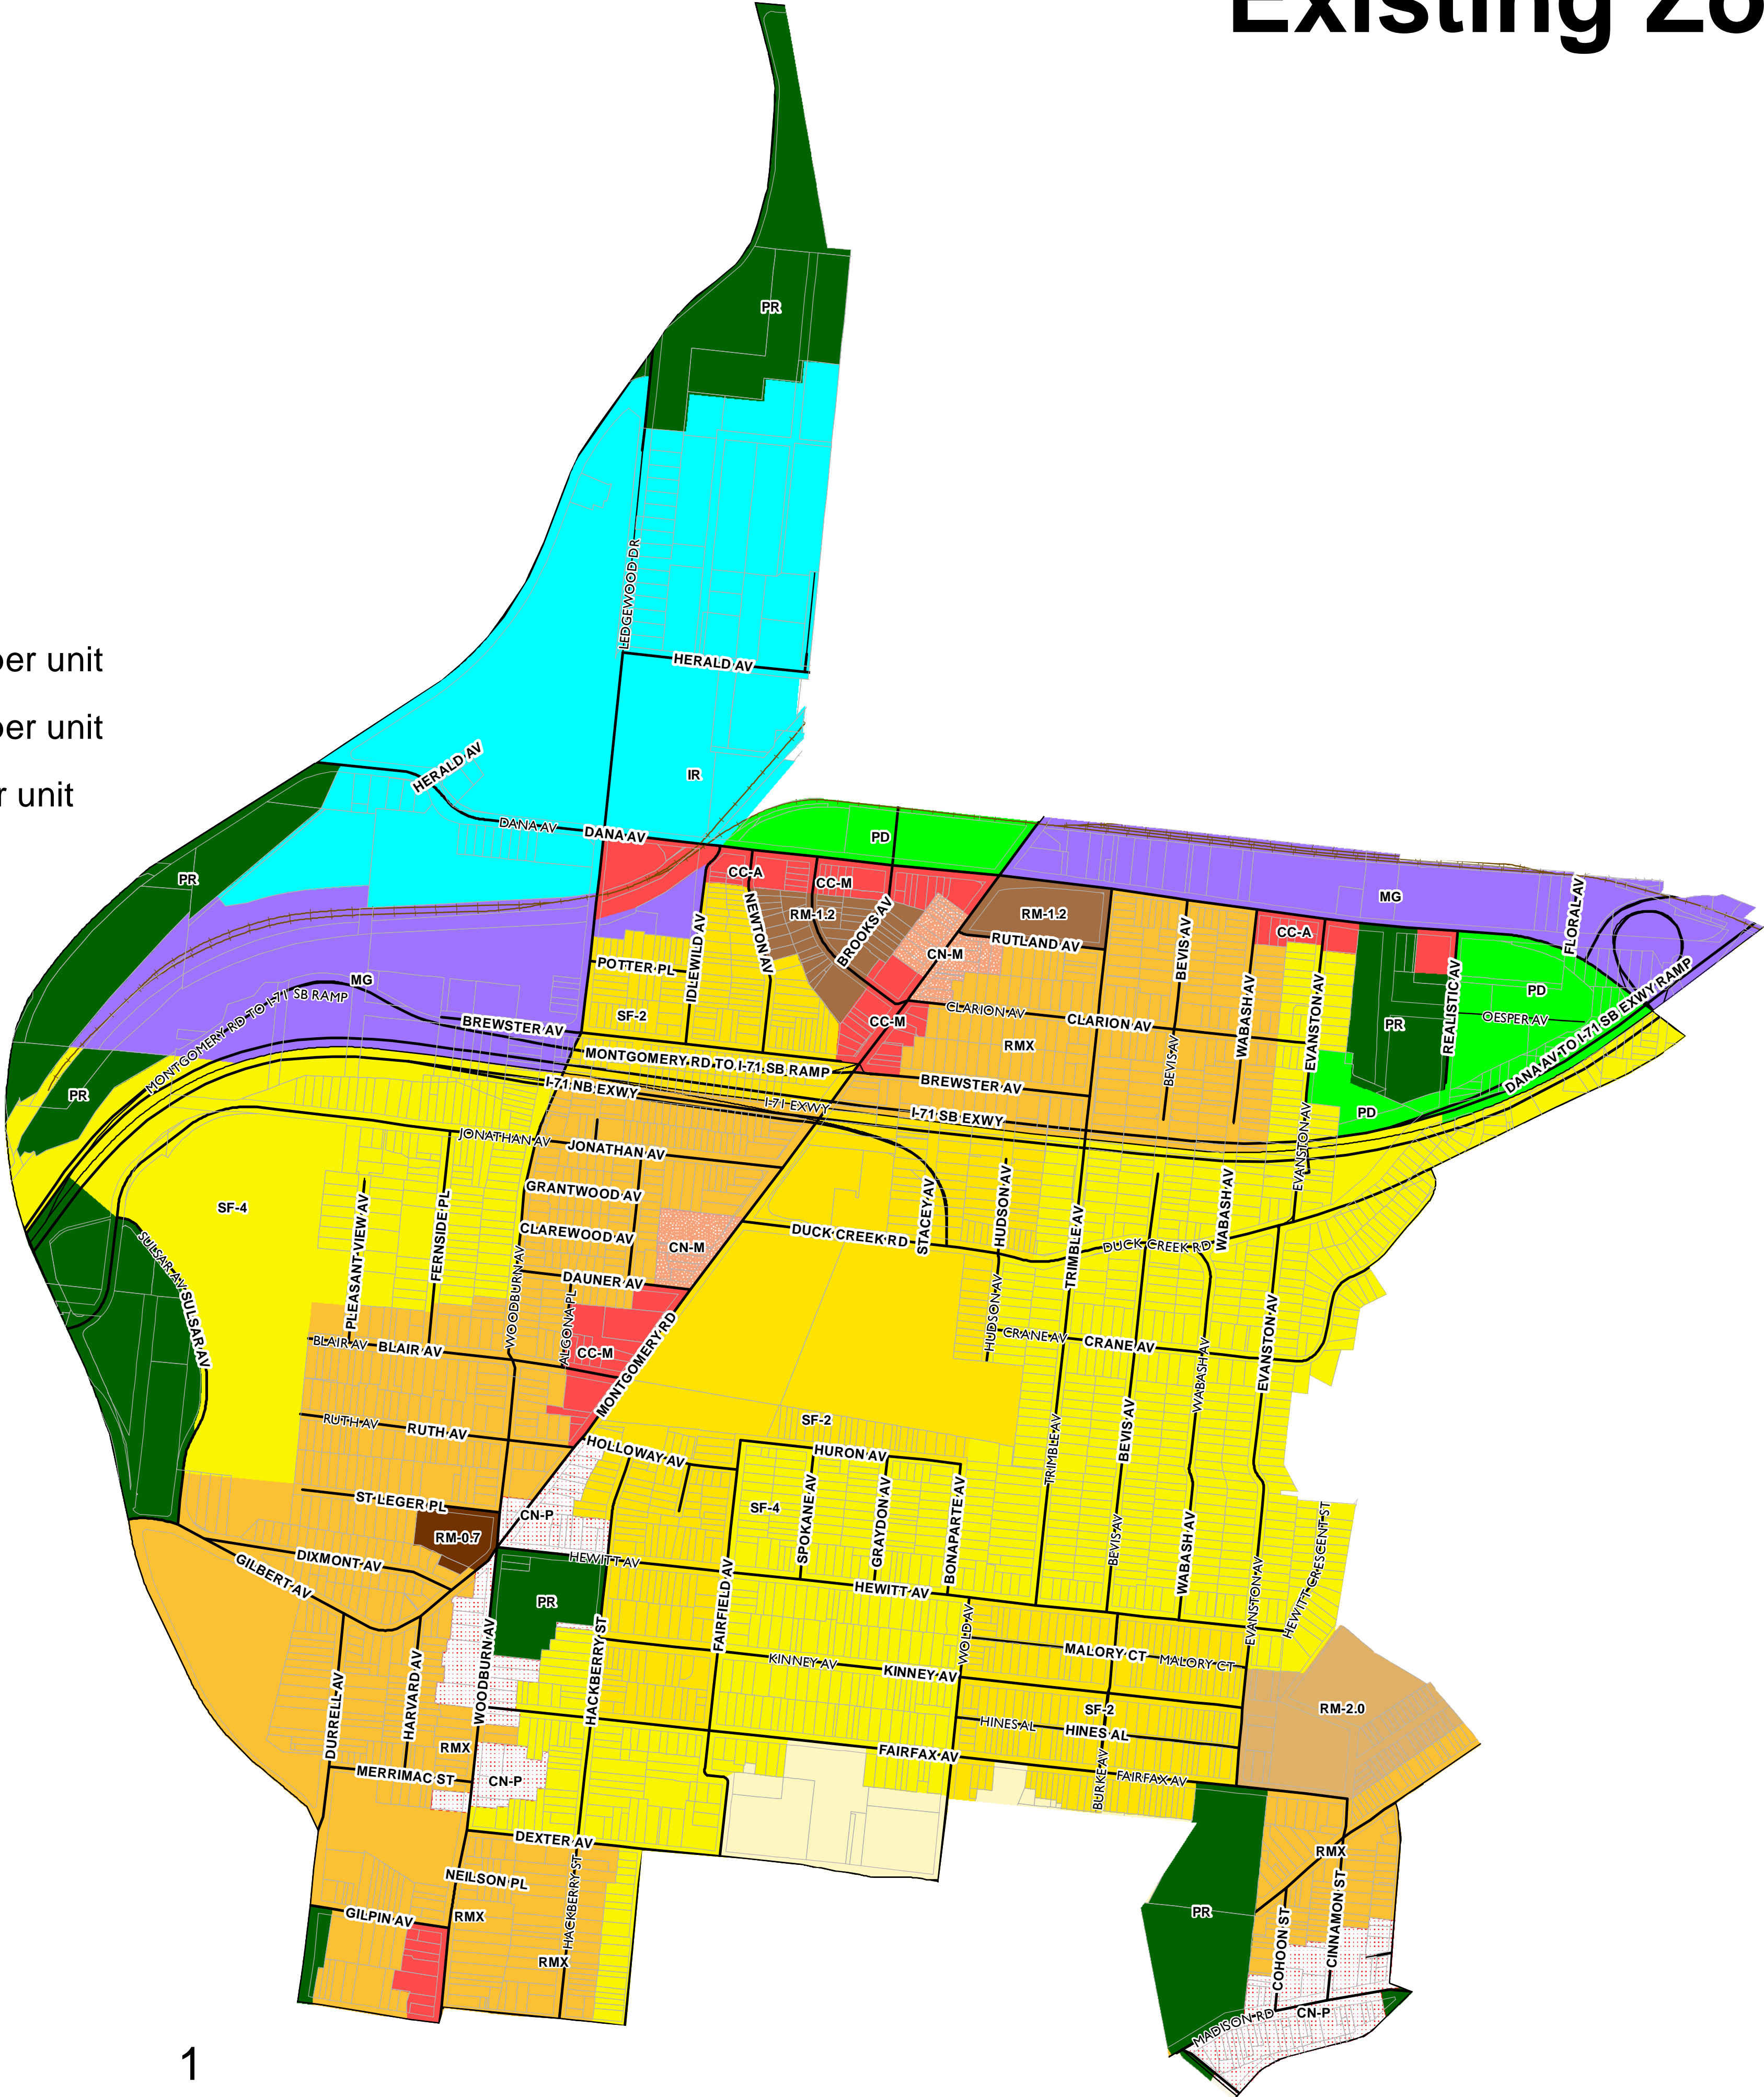 Existing Zo
PR
LEDGEWOOD DR
per unit
HERALD AV
per unit
HERALD AV
IR
r unit
DANA AV
DANA AV
PD
PR
CC-A
CC-M
MG
FLORAL AV
NEWTON AV
RM-1.2
BROOKS AV
RM-1.2
CC-A
RUTLAND AV
BEVIS AV
IDLEWILD AV
CN-M
POTTER PL
MG
MONTGOMERY RD TO I-71 SB RAMP
REALISTIC AV
PD
SF-2
BREWSTER AV
CC-M
CLARION AV
CLARION AV
WABASH AV
EVANSTON AV
PR
OESPER AV
RMX
BEVIS AV
MONTGOMERY RD TO I-71 SB RAMP
DANA AV TO I-71 SB EXWY RAMP
BREWSTER AV
PR
I-71 NB EXWY
I-71 EXWY
I-71 SB EXWY
PD
JONATHAN AV
JONATHAN AV
EVANSTON AV
GRANTWOOD AV
SF-4
PLEASANT VIEW AV
FERNSIDE PL
STACEY AV
HUDSON AV
TRIMBLE AV
WABASH AV
CLAREWOOD AV
DUCK CREEK RD
DUCK CREEK RD
CN-M
SULSAR AV
WOODBURN AV
DAUNER AV
SULSAR AV
ALGONA PL
HUDSON AV
CRANE AV
CRANE AV
BLAIR AV
BLAIR AV
CC-M
MONTGOMERY RD
WABASH AV
EVANSTON AV
RUTH AV
RUTH AV
SF-2
BEVIS AV
HOLLOWAY AV
HURON AV
TRIMBLE AV
ST LEGER PL
CN-P
SF-4
SPOKANE AV
GRAYDON AV
BONAPARTE AV
RM-0.7
BEVIS AV
WABASH AV
HEWITT CRESCENT ST
DIXMONT AV
GILBERT AV
HEWITT AV
HEWITT AV
FAIRFIELD AV
EVANSTON AV
PR
WOLD AV
MALORY CT
MALORY CT
KINNEY AV
KINNEY AV
DURRELL AV
HARVARD AV
WOODBURN AV
HACKBERRY ST
SF-2
RM-2.0
HINES AL
HINES AL
RMX
FAIRFAX AV
FAIRFAX AV
BURKE AV
MERRIMAC ST
CN-P
DEXTER AV
RMX
NEILSON PL
HACKBERRY ST
GILPIN AV
RMX
PR
COHOON ST
CINNAMON ST
RMX
MADISON RD
CN-P
1